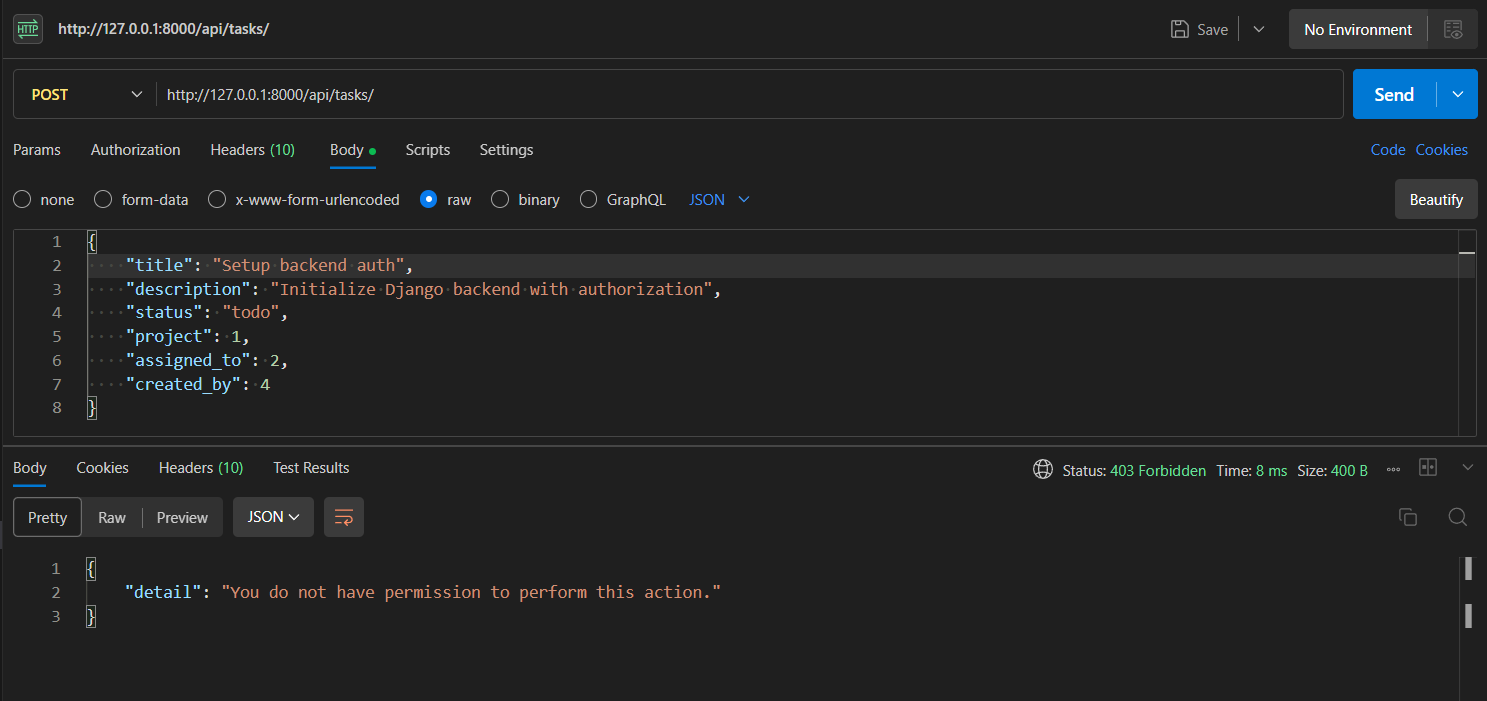 HTTP http://127.0.0.1:8000/api/tasks/ Save No Environment
POST http://127.0.0.1:8000/api/tasks/ Send
Params Authorization Headers (10) Body Scripts Settings Code Cookies
none form-data x-www-form-urlencoded raw binary GraphQL JSON Beautify
1 {
2 "title": "Setup backend auth",
3 "description": "Initialize Django backend with authorization",
4 "status": "todo",
5 "project": 1,
6 "assigned_to": 2,
7 "created_by": 4
8 }
Body Cookies Headers (10) Test Results Status: 403 Forbidden Time: 8 ms Size: 400 B
Pretty Raw Preview JSON
1 {
2 "detail": "You do not have permission to perform this action."
3 }